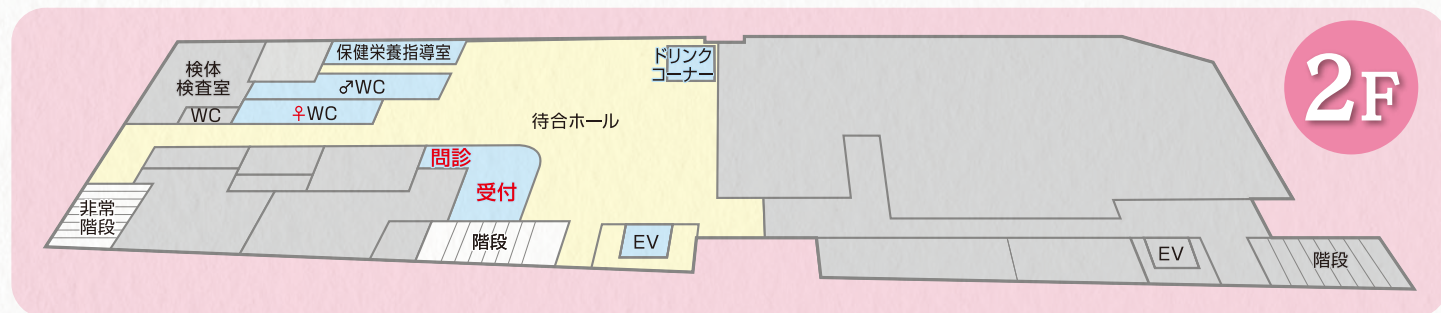 2F
保健栄養指導室
ドリンク
コーナー
検体
検査室
♂WC
WC
♀WC
待合ホール
問診
受付
非常
階段
階段
EV
EV
階段